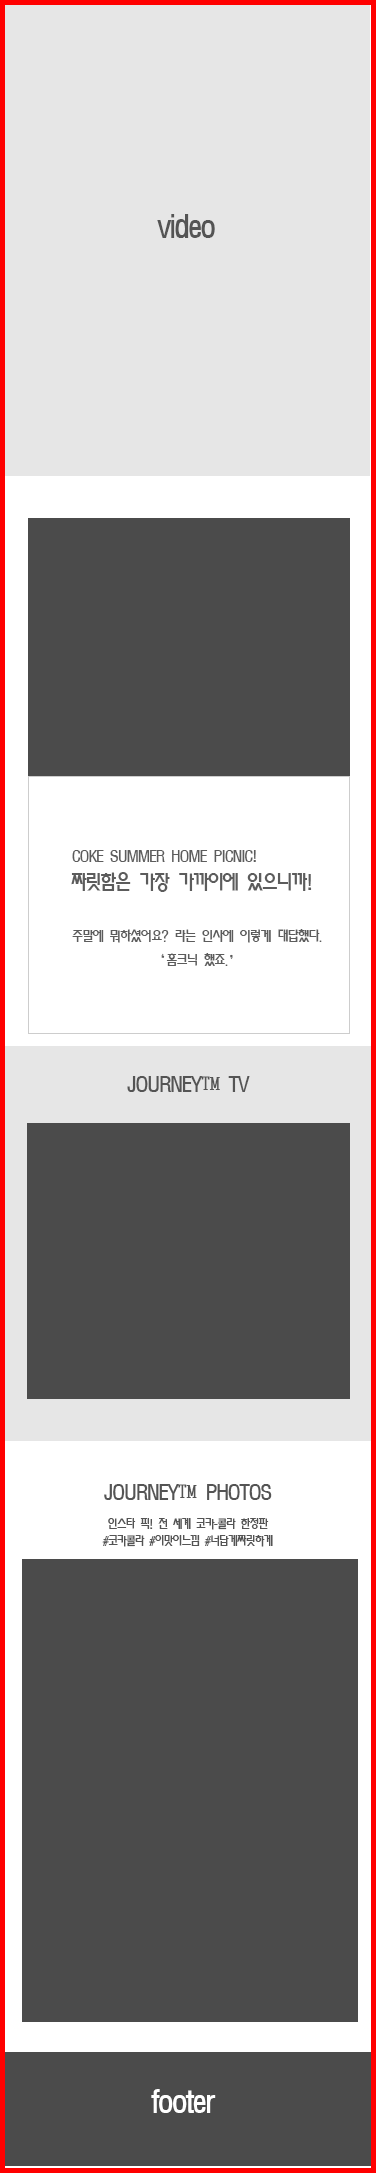 video
COKE SUMMER HOME PICNIC!
짜릿함은 가장 가까이에 있으니까!
주말에 뭐하셨어요? 라는 인사에 이렇게 대답했다.
‘홈크닉 했죠.’
JOURNEY™ TV
JOURNEY™ PHOTOS
인스타 픽! 전 세계 코카-콜라 한정판
#코카콜라 #이맛이느낌 #너답게짜릿하게
footer